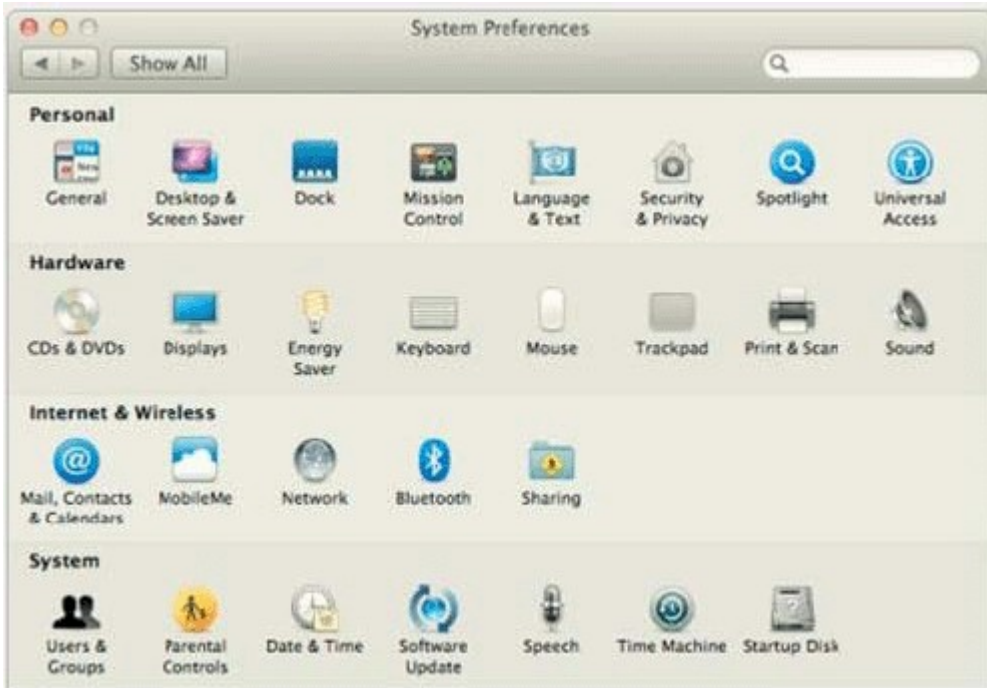 System Preferences
Show All
Personal
General
Desktop & Screen Saver
Dock
Mission Control
Language & Text
Security & Privacy
Spotlight
Universal Access
Hardware
CDs & DVDs
Displays
Energy Saver
Keyboard
Mouse
Trackpad
Print & Scan
Sound
Internet & Wireless
Mail, Contacts & Calendars
MobileMe
Network
Bluetooth
Sharing
System
Users & Groups
Parental Controls
Date & Time
Software Update
Speech
Time Machine
Startup Disk